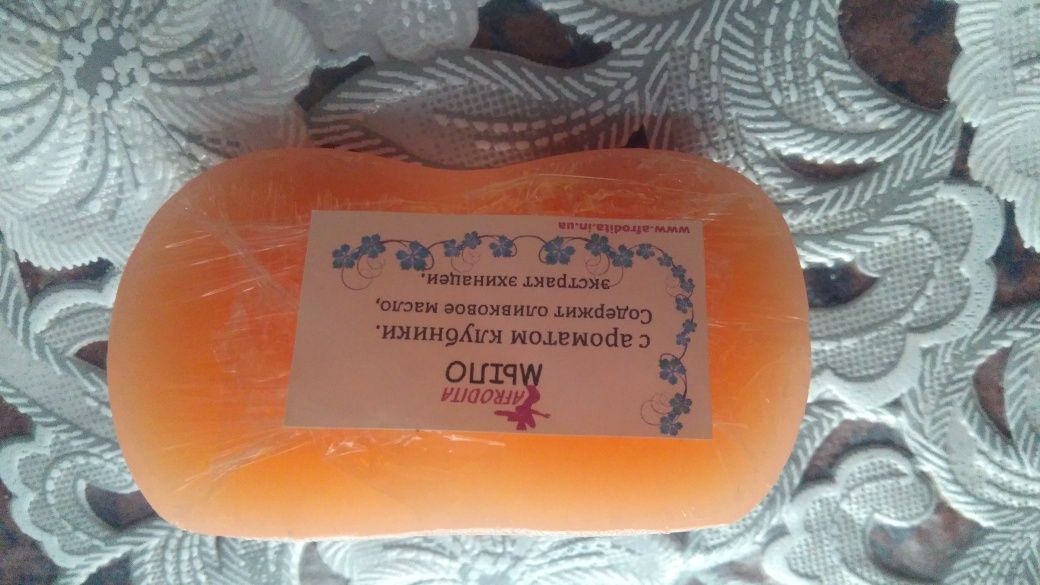 AFRODITA
МЫЛО
с ароматом клубники.
Содержит оливковое масло,
экстракт эхинацеи.
www.afrodita.in.ua